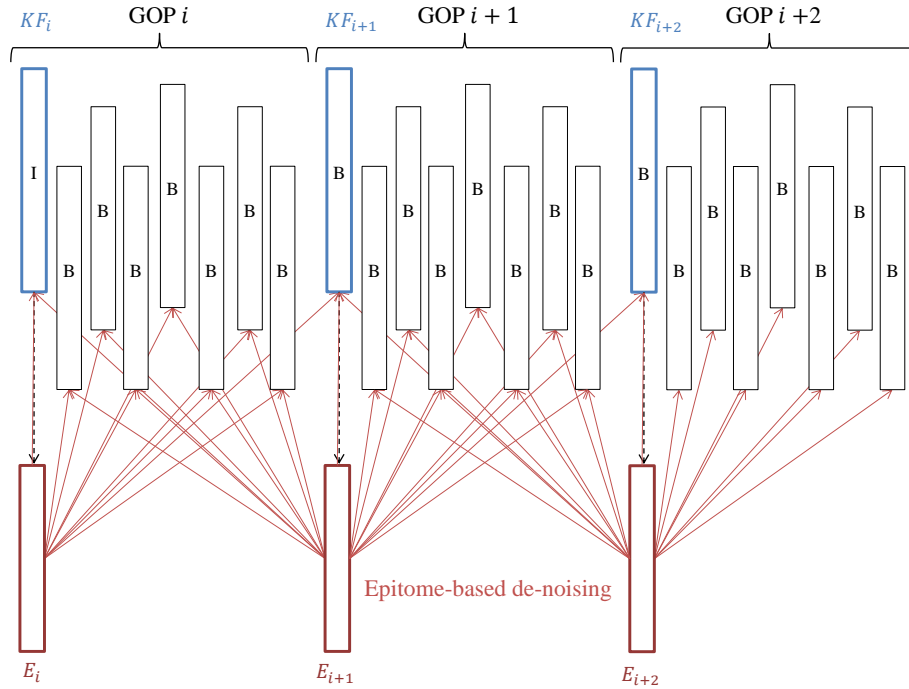 KF_i GOP i KF_{i+1} GOP i + 1 KF_{i+2} GOP i +2
I B B B B B B B
B B B B B B B B
B B B B B B B B
Epitome-based de-noising
E_i E_{i+1} E_{i+2}